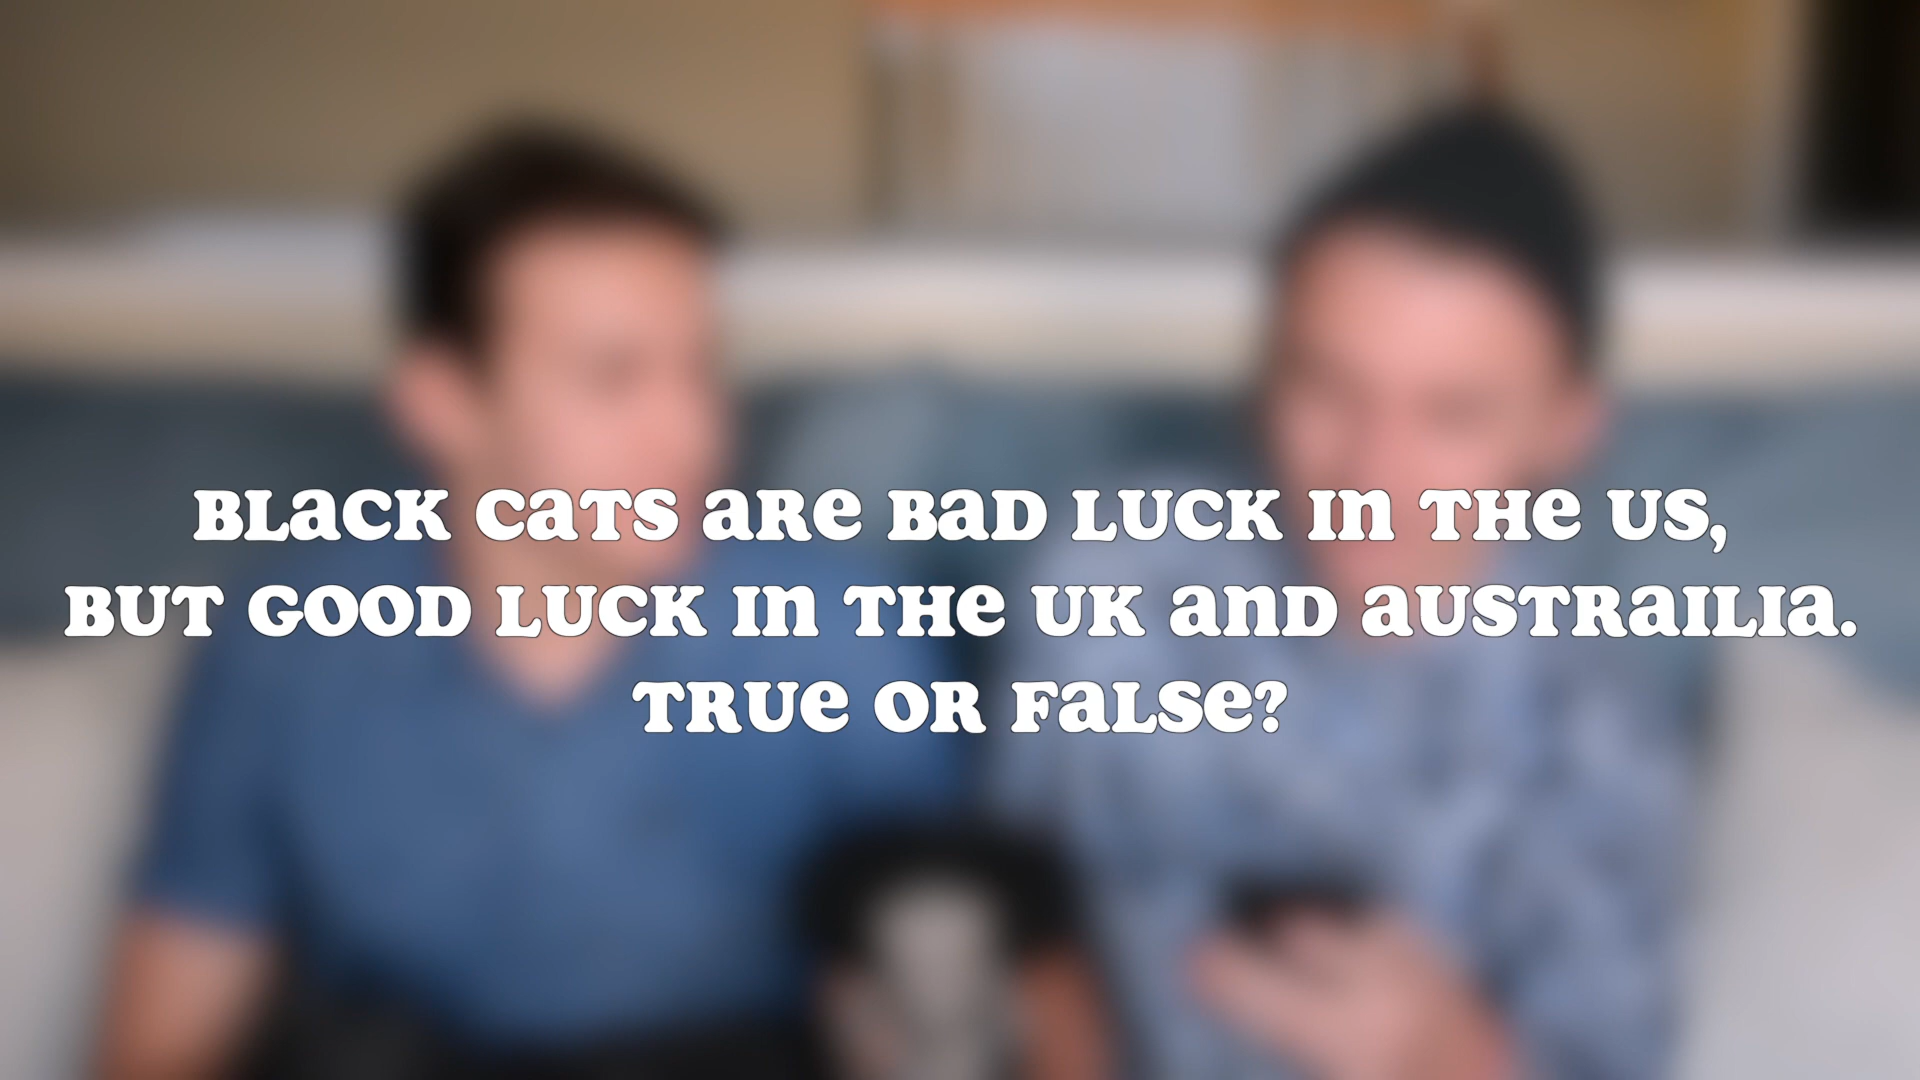 BLACK CATS ARE BAD LUCK IN THE US,
BUT GOOD LUCK IN THE UK AND AUSTRAILIA.
TRUE OR FALSE?